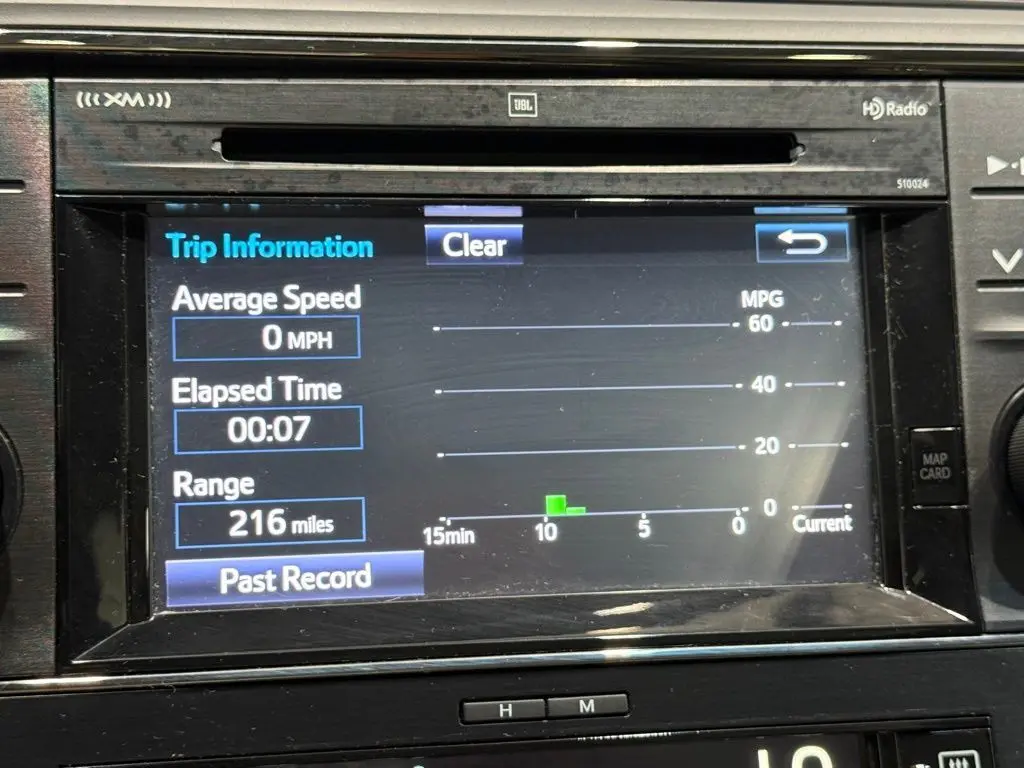 (((XM)))
JBL
HD Radio
510024
Trip Information
Clear
Average Speed
0 MPH
Elapsed Time
00:07
Range
216 miles
Past Record
MPG
60
40
20
0
15min 10 5 0 Current
MAP
CARD
H M